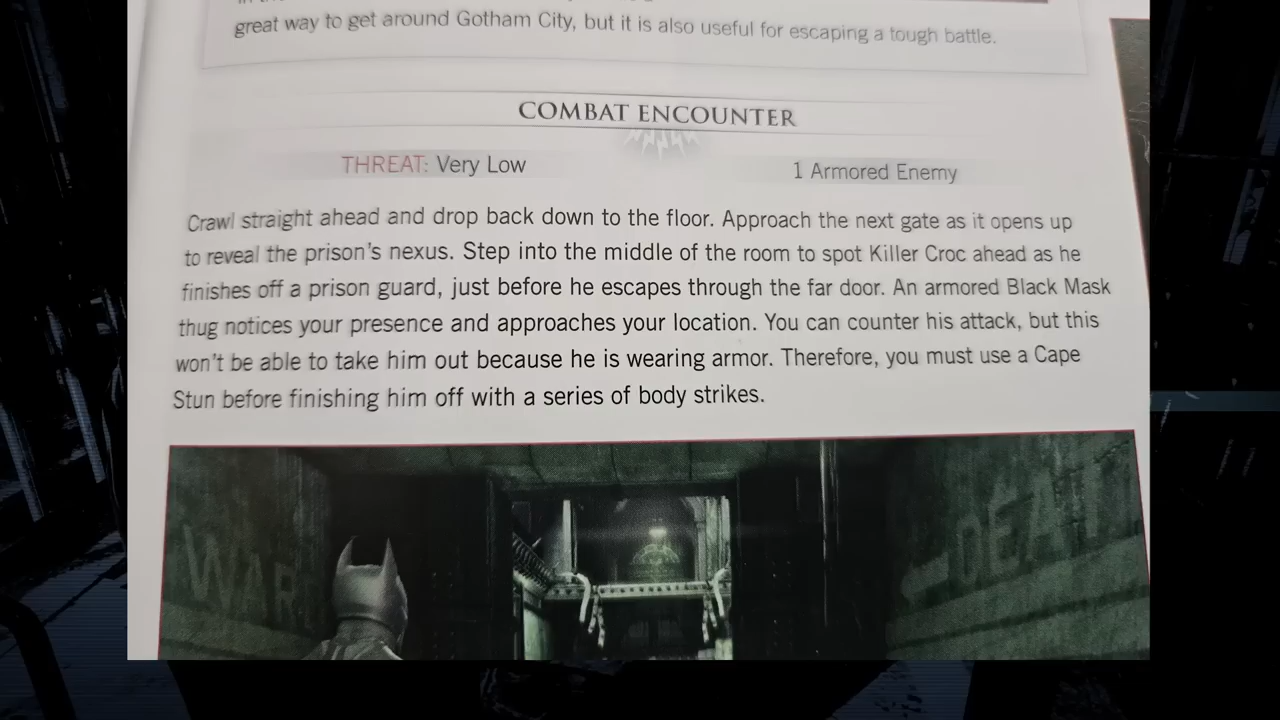 great way to get around Gotham City, but it is also useful for escaping a tough battle.
COMBAT ENCOUNTER
THREAT: Very Low
1 Armored Enemy
Crawl straight ahead and drop back down to the floor. Approach the next gate as it opens up
to reveal the prison's nexus. Step into the middle of the room to spot Killer Croc ahead as he
finishes off a prison guard, just before he escapes through the far door. An armored Black Mask
thug notices your presence and approaches your location. You can counter his attack, but this
won't be able to take him out because he is wearing armor. Therefore, you must use a Cape
Stun before finishing him off with a series of body strikes.
WAR
DEAT